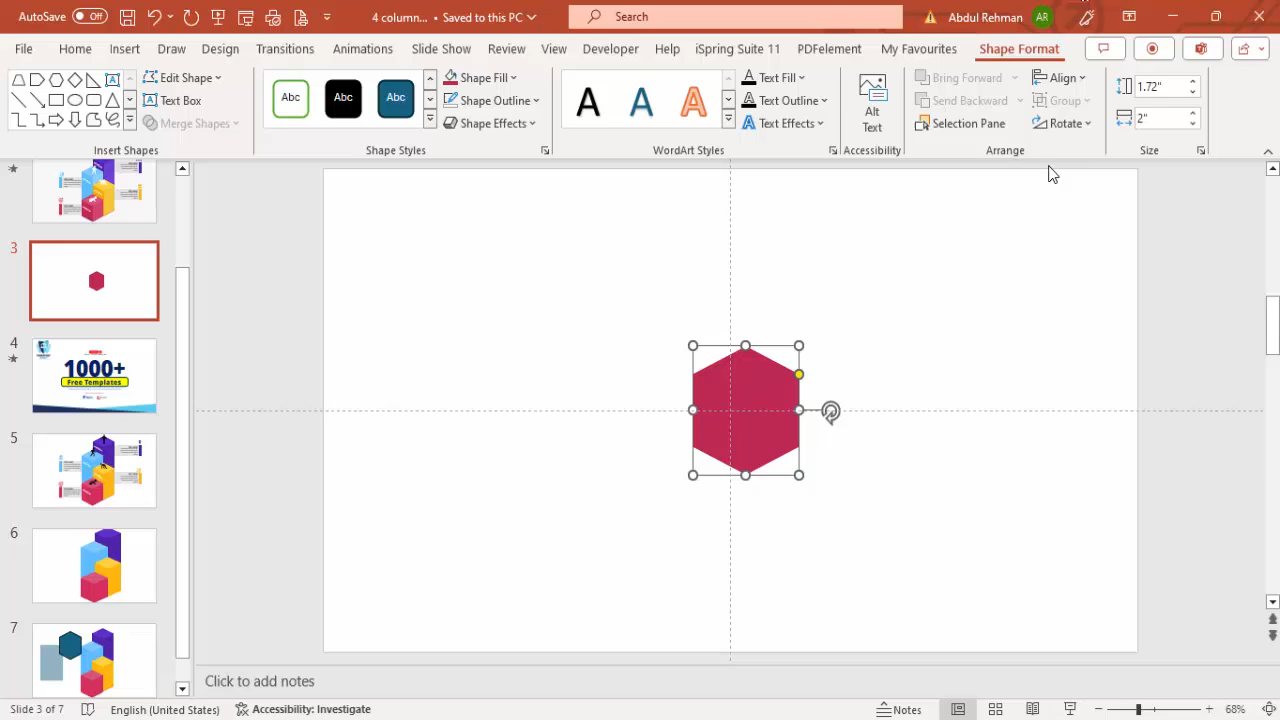 AutoSave Off 4 column... • Saved to this PC Search Abdul Rehman AR
File Home Insert Draw Design Transitions Animations Slide Show Review View Developer Help iSpring Suite 11 PDFelement My Favourites Shape Format
Edit Shape
Text Box
Merge Shapes
Insert Shapes
Abc Abc Abc
Shape Fill
Shape Outline
Shape Effects
Shape Styles
A A A
Text Fill
Text Outline
Text Effects
WordArt Styles
Alt
Text
Accessibility
Bring Forward
Send Backward
Selection Pane
Align
Group
Rotate
Arrange
1.72"
2"
Size
3
4
1000+
Free Templates
5
6
7
Click to add notes
Slide 3 of 7 English (United States) Accessibility: Investigate Notes 68%